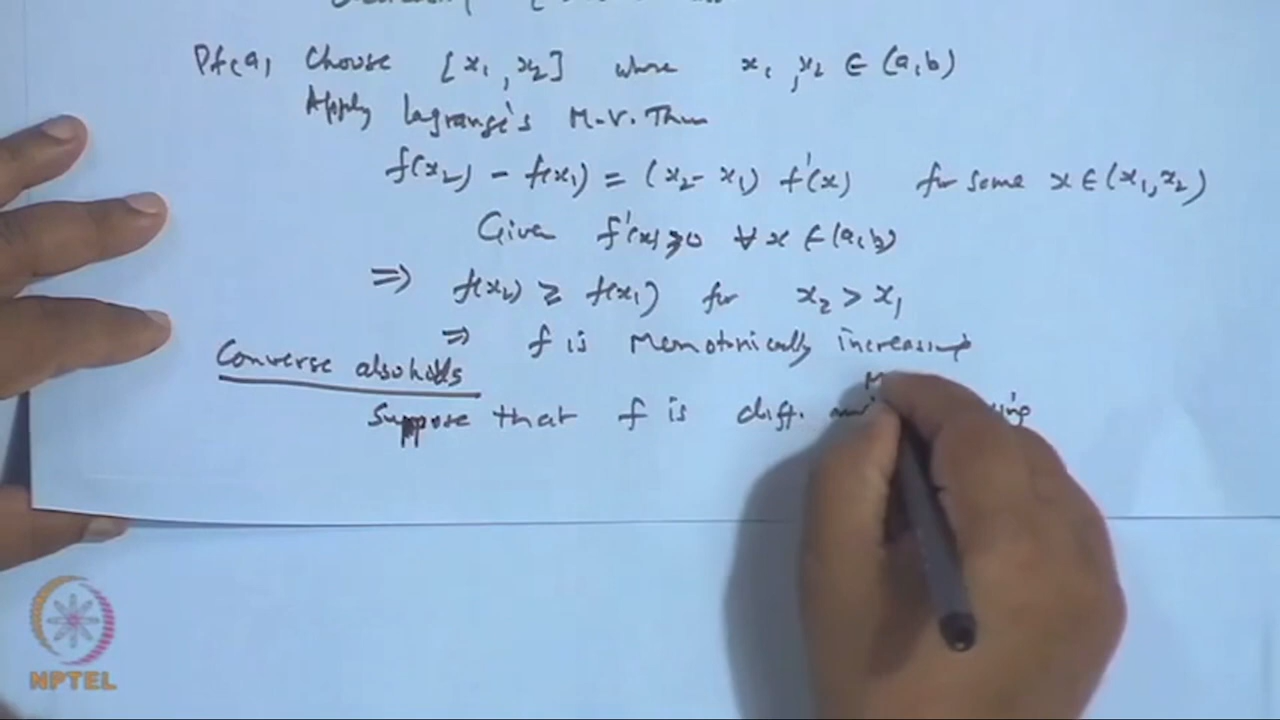 Pf (a) Choose [x₁, x₂] where x₁, x₂ ∈ (a, b)
Apply Lagrange's M.V. Thm
f(x₂) - f(x₁) = (x₂ - x₁) f'(x) for some x ∈ (x₁, x₂)
Given f'(x) ≥ 0 ∀ x ∈ (a, b)
⇒ f(x₂) ≥ f(x₁) for x₂ > x₁
⇒ f is Monotonically increasing
Converse also holds
Suppose that f is diff.
NPTEL